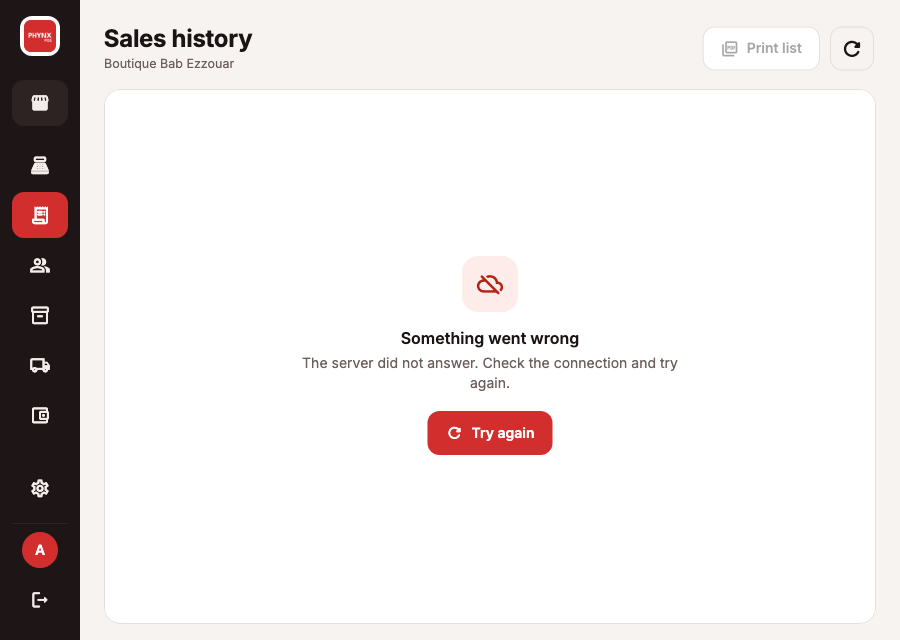 PHYNX
Sales history
Boutique Bab Ezzouar
Print list
Something went wrong
The server did not answer. Check the connection and try
again.
Try again
A